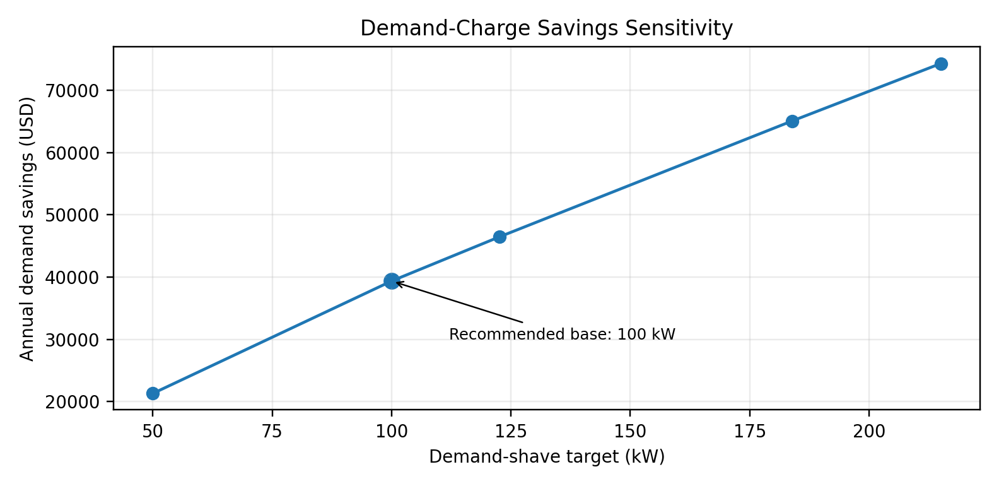 Demand-Charge Savings Sensitivity
Annual demand savings (USD)
70000
60000
50000
40000
30000
20000
Recommended base: 100 kW
50 75 100 125 150 175 200
Demand-shave target (kW)